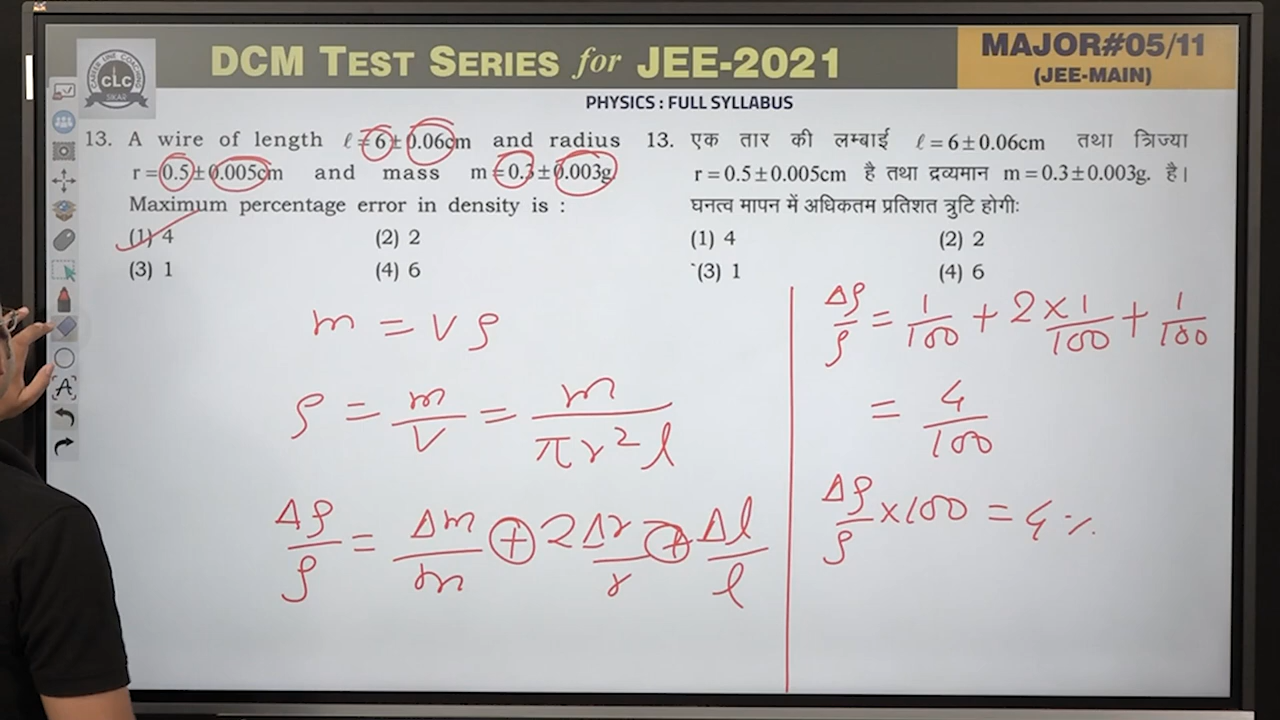 DCM TEST SERIES for JEE-2021
MAJOR#05/11
(JEE-MAIN)
CAREER LINE COACHING
CLC
SIKAR
PHYSICS : FULL SYLLABUS
13. A wire of length ℓ = 6 ± 0.06cm and radius
r = 0.5 ± 0.005cm and mass m = 0.3 ± 0.003g
Maximum percentage error in density is :
(1) 4 (2) 2
(3) 1 (4) 6
13. एक तार की लम्बाई ℓ = 6 ± 0.06cm तथा त्रिज्या
r = 0.5 ± 0.005cm है तथा द्रव्यमान m = 0.3 ± 0.003g. है।
घनत्व मापन में अधिकतम प्रतिशत त्रुटि होगीः
(1) 4 (2) 2
(3) 1 (4) 6
m = Vρ
ρ = m/V = m/πr²l
Δρ/ρ = Δm/m + 2Δr/r + Δl/l
Δρ/ρ = 1/100 + 2×1/100 + 1/100
= 4/100
Δρ/ρ ×100 = 4%
A